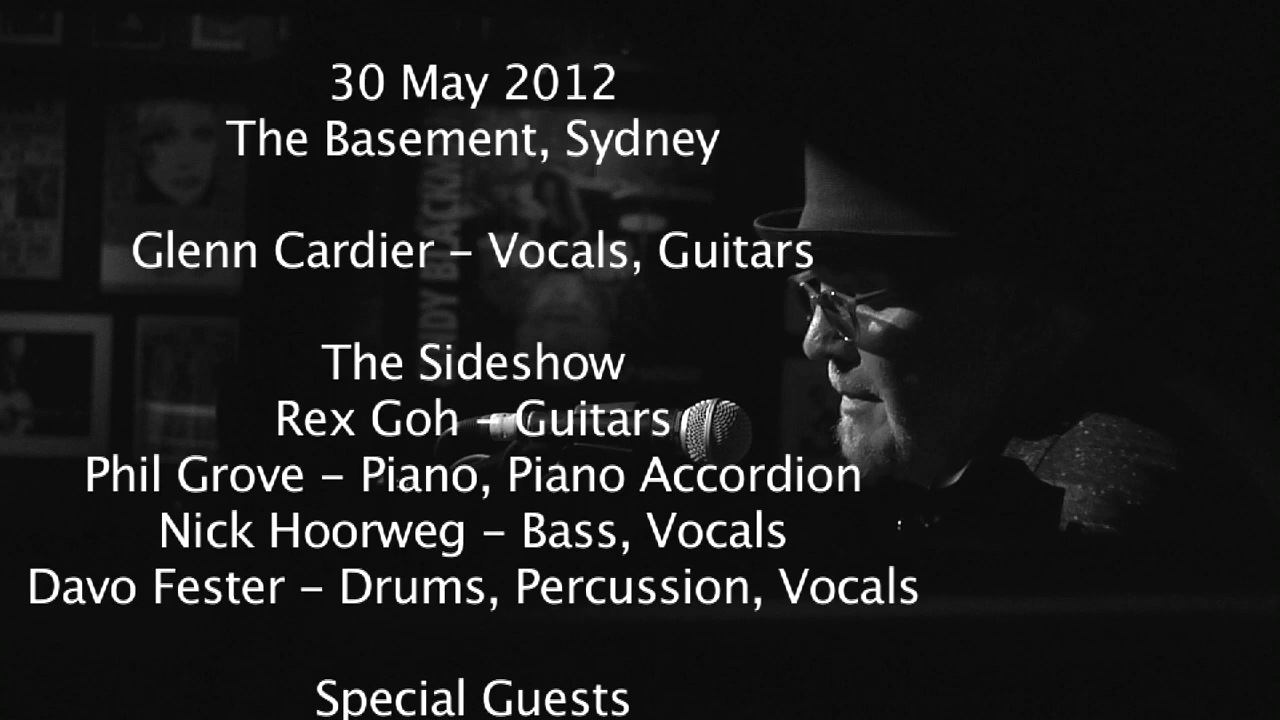 30 May 2012
The Basement, Sydney
Glenn Cardier – Vocals, Guitars
The Sideshow
Rex Goh – Guitars
Phil Grove – Piano, Piano Accordion
Nick Hoorweg – Bass, Vocals
Davo Fester – Drums, Percussion, Vocals
Special Guests